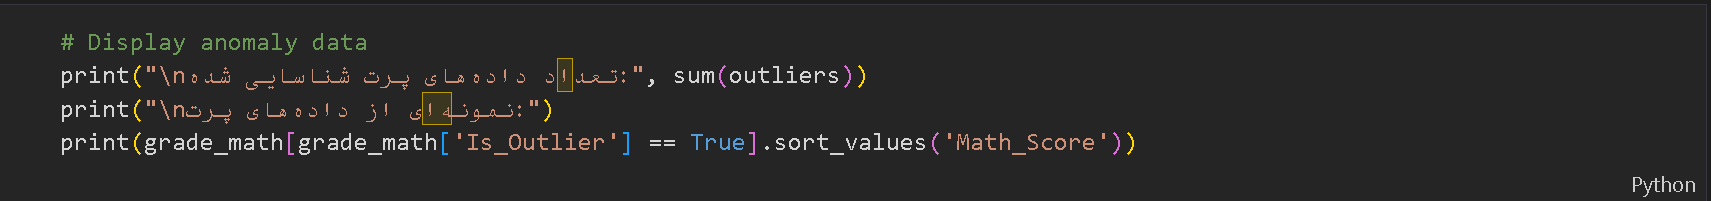 # Display anomaly data
print("\nتعداد داده‌های پرت شناسایی شده:", sum(outliers))
print("\nنمونه‌ای از داده‌های پرت:")
print(grade_math[grade_math['Is_Outlier'] == True].sort_values('Math_Score'))
Python